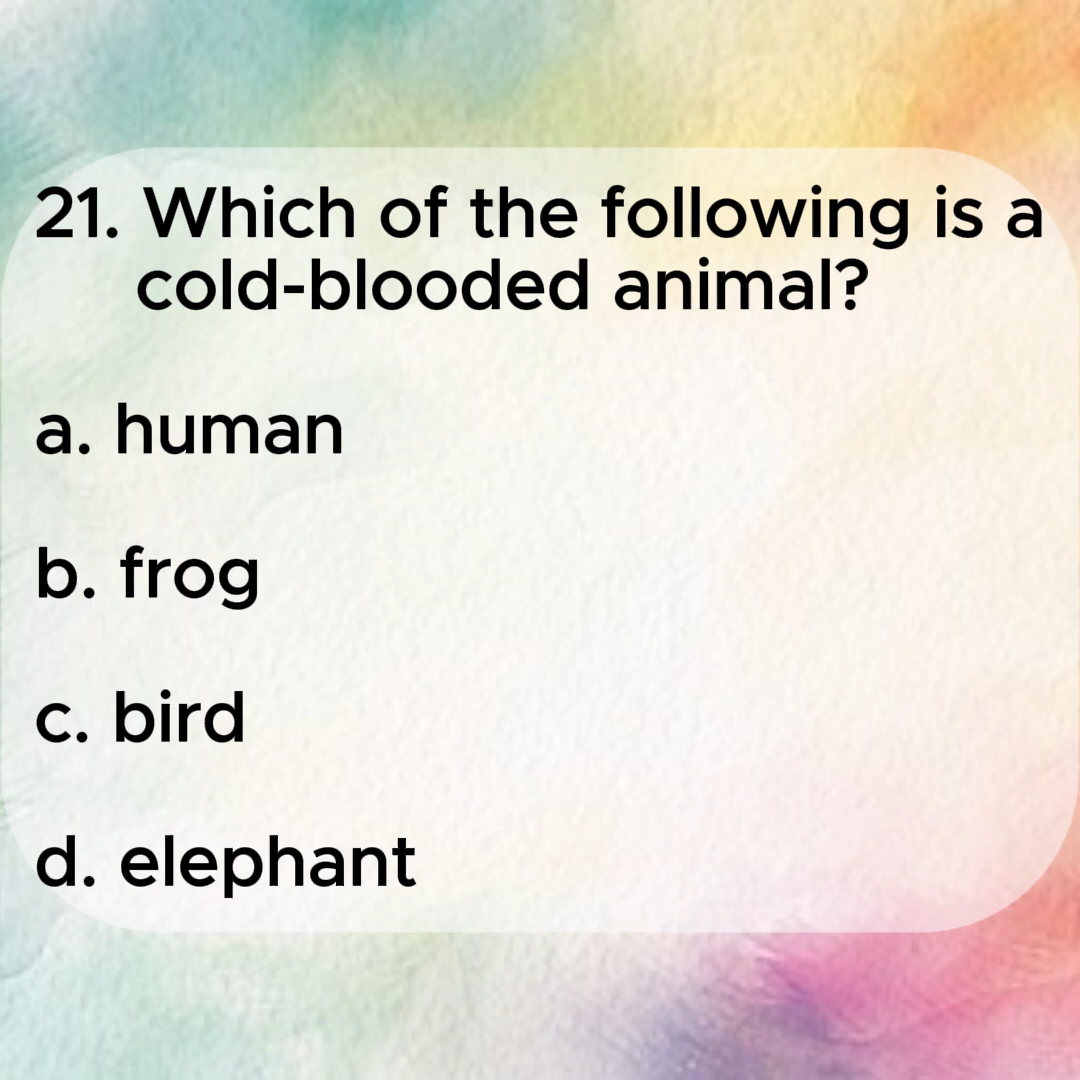 21. Which of the following is a
cold-blooded animal?
a. human
b. frog
c. bird
d. elephant